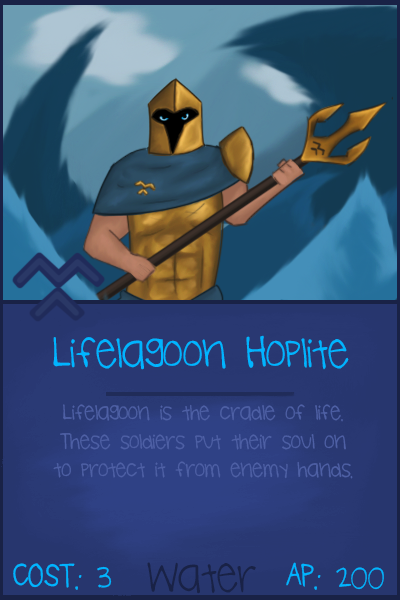 Lifelagoon Hoplite
Lifelagoon is the cradle of life.
These soldiers put their soul on
to protect it from enemy hands.
COST: 3 Water AP: 200